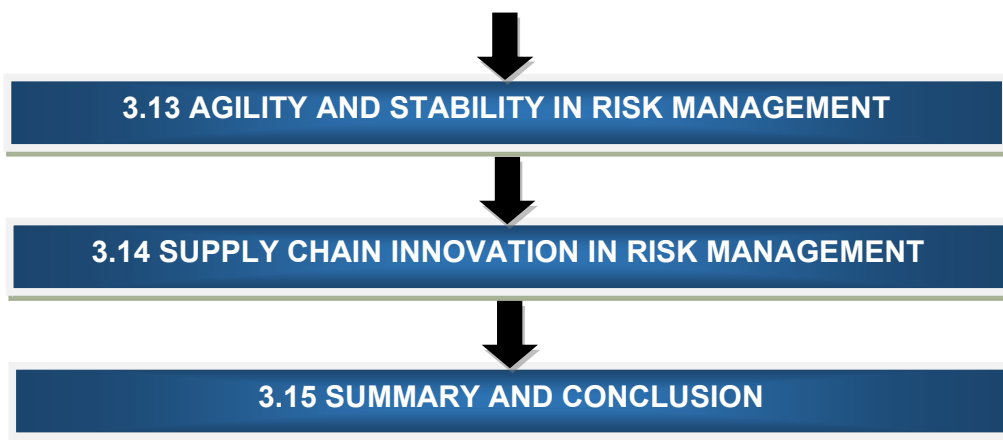 3.13 AGILITY AND STABILITY IN RISK MANAGEMENT
3.14 SUPPLY CHAIN INNOVATION IN RISK MANAGEMENT
3.15 SUMMARY AND CONCLUSION